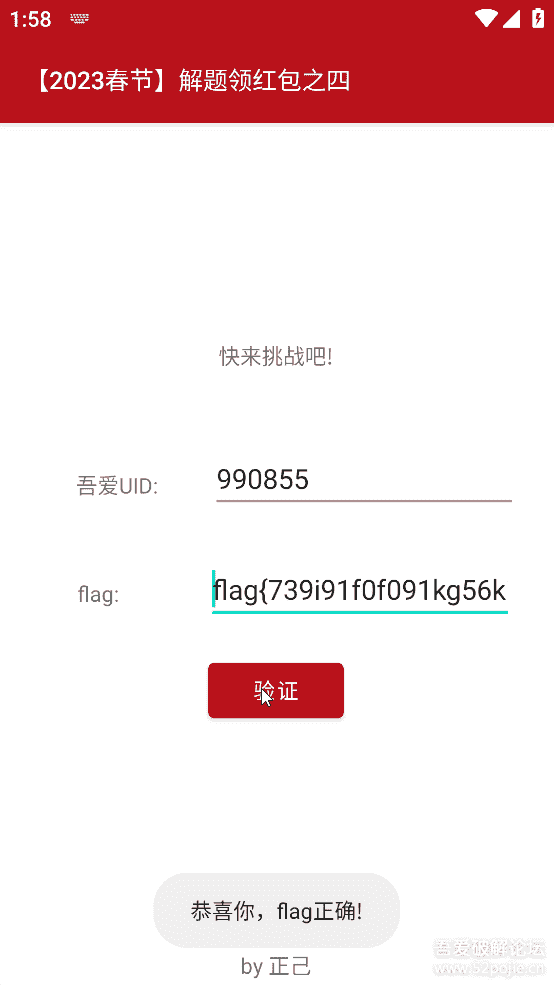 1:58
【2023春节】解题领红包之四
快来挑战吧!
吾爱UID:
990855
flag:
flag{739i91f0f091kg56k
验证
恭喜你，flag正确!
by 正己
吾爱破解论坛
www.52pojie.cn